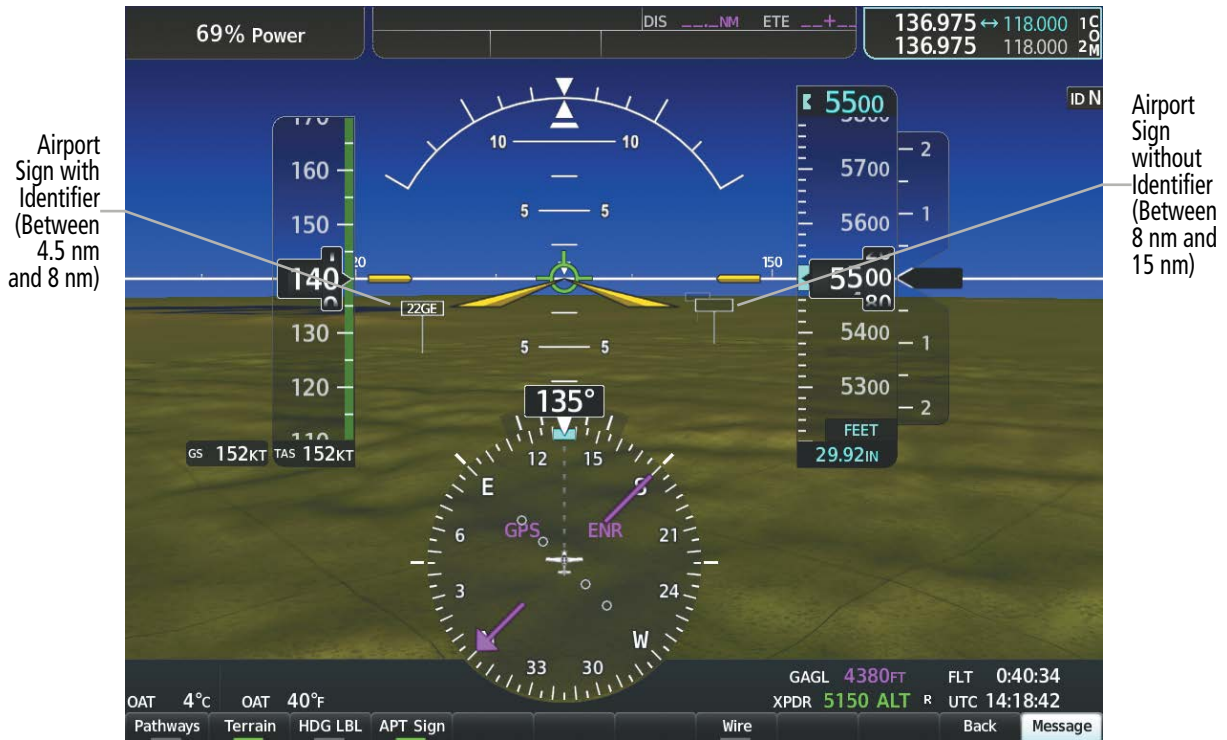 69% Power
DIS __._NM ETE __+__
136.975 ↔ 118.000 1
136.975 118.000 2
COM
ID N
Airport
Sign with
Identifier
(Between
4.5 nm
and 8 nm)
Airport
Sign
without
Identifier
(Between
8 nm and
15 nm)
170
160
150
140
130
120
110
GS 152KT
TAS 152KT
10 10
5 5
5 5
120
150
22GE
5500
5800
5700
5600
5500
20
80
5400
5300
FEET
29.92IN
2
1
1
2
135°
12 15
E S
6 21
GPS ENR
3 24
W
33 30
GAGL 4380FT FLT 0:40:34
OAT 4°C OAT 40°F XPDR 5150 ALT R UTC 14:18:42
Pathways Terrain HDG LBL APT Sign Wire Back Message